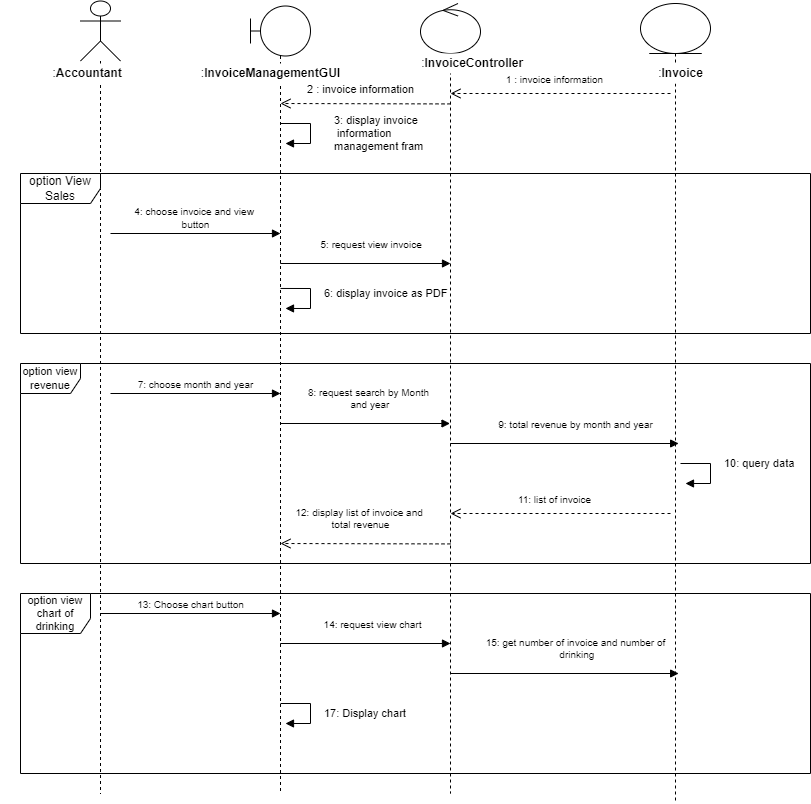 :Accountant
:InvoiceManagementGUI
:InvoiceController
:Invoice
1 : invoice information
2 : invoice information
3: display invoice
information
management fram
option View
Sales
4: choose invoice and view
button
5: request view invoice
6: display invoice as PDF
option view
revenue
7: choose month and year
8: request search by Month
and year
9: total revenue by month and year
10: query data
11: list of invoice
12: display list of invoice and
total revenue
option view
chart of
drinking
13: Choose chart button
14: request view chart
15: get number of invoice and number of
drinking
17: Display chart